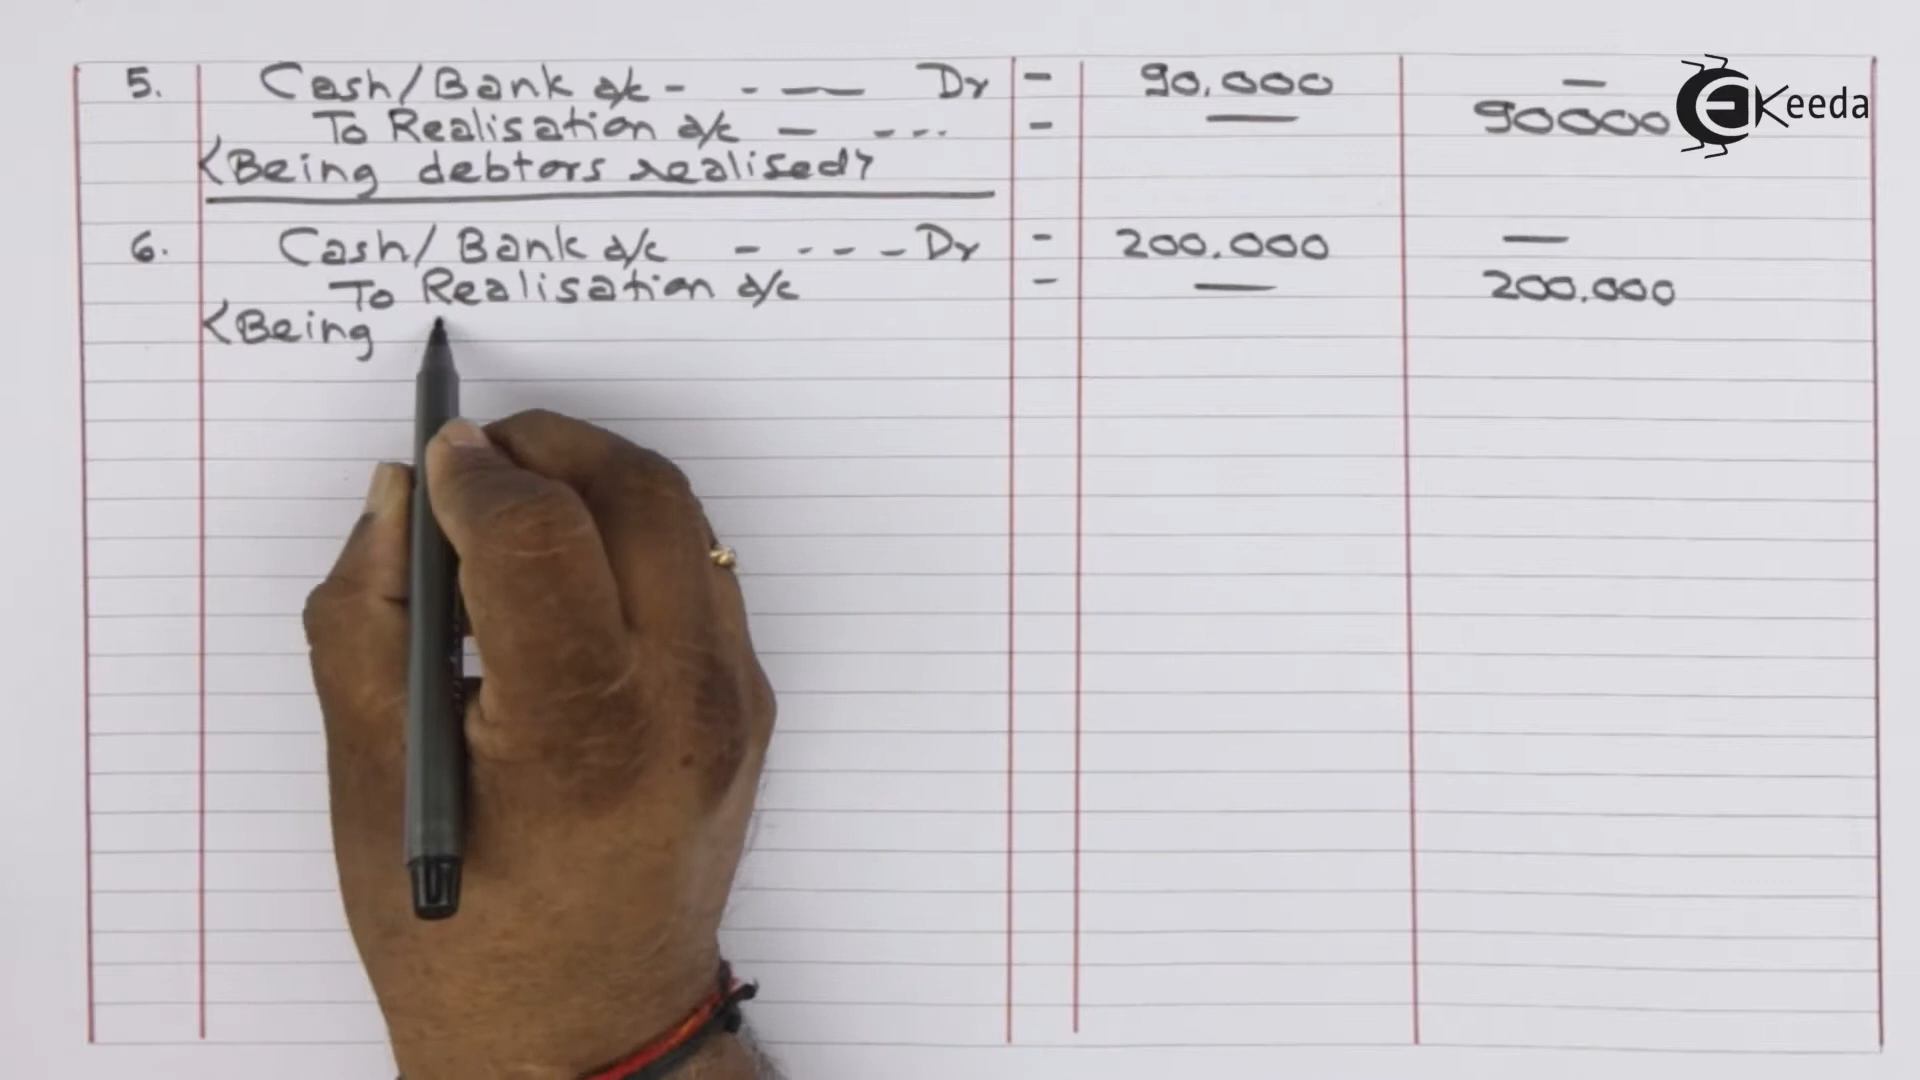 5. Cash/Bank a/c - - — Dr - 90,000 —
To Realisation a/c — - - - - — 90000
<Being debtors realised>
6. Cash/Bank a/c - - - - Dr - 200,000 —
To Realisation a/c - — 200,000
<Being
Keeda